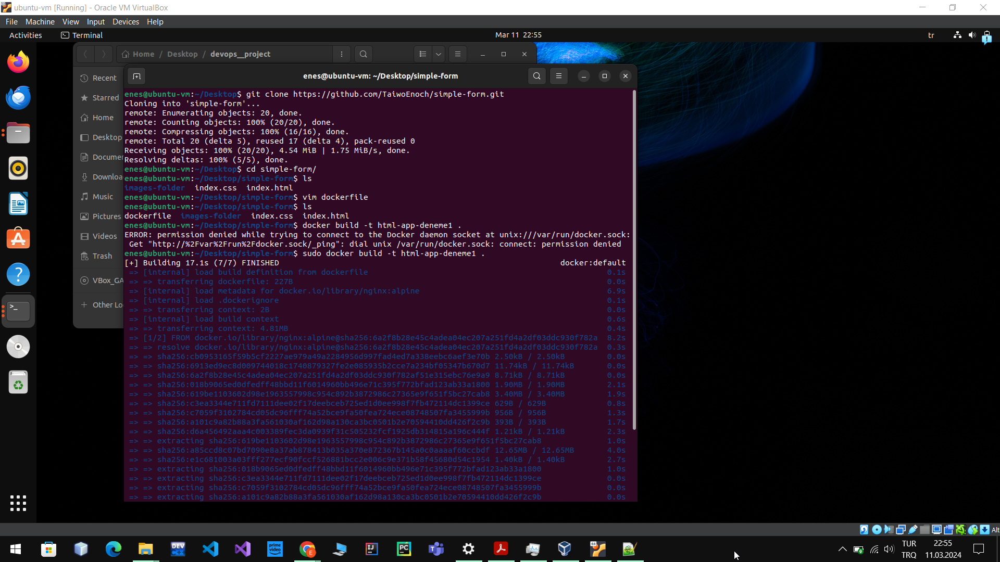 ubuntu-vm [Running] - Oracle VM VirtualBox
File Machine View Input Devices Help
Activities Terminal Mar 11 22:55 tr
Home / Desktop / devops__project
enes@ubuntu-vm: ~/Desktop/simple-form
Recent
Starred
Home
Desktop
Documen
Downloa
Music
Pictures
Videos
Trash
VBox_GA
Other Lo
enes@ubuntu-vm:~/Desktop$ git clone https://github.com/TaiwoEnoch/simple-form.git
Cloning into 'simple-form'...
remote: Enumerating objects: 20, done.
remote: Counting objects: 100% (20/20), done.
remote: Compressing objects: 100% (16/16), done.
remote: Total 20 (delta 5), reused 17 (delta 4), pack-reused 0
Receiving objects: 100% (20/20), 4.54 MiB | 1.75 MiB/s, done.
Resolving deltas: 100% (5/5), done.
enes@ubuntu-vm:~/Desktop$ cd simple-form/
enes@ubuntu-vm:~/Desktop/simple-form$ ls
images-folder index.css index.html
enes@ubuntu-vm:~/Desktop/simple-form$ vim dockerfile
enes@ubuntu-vm:~/Desktop/simple-form$ ls
dockerfile images-folder index.css index.html
enes@ubuntu-vm:~/Desktop/simple-form$ docker build -t html-app-deneme1 .
ERROR: permission denied while trying to connect to the Docker daemon socket at unix:///var/run/docker.sock:
Get "http://%2Fvar%2Frun%2Fdocker.sock/_ping": dial unix /var/run/docker.sock: connect: permission denied
enes@ubuntu-vm:~/Desktop/simple-form$ sudo docker build -t html-app-deneme1 .
[+] Building 17.1s (7/7) FINISHED docker:default
=> [internal] load build definition from dockerfile 0.1s
=> => transferring dockerfile: 227B 0.0s
=> [internal] load metadata for docker.io/library/nginx:alpine 6.9s
=> [internal] load .dockerignore 0.1s
=> => transferring context: 2B 0.0s
=> [internal] load build context 0.6s
=> => transferring context: 4.81MB 0.4s
=> [1/2] FROM docker.io/library/nginx:alpine@sha256:6a2f8b28e45c4adea04ec207a251fd4a2df03ddc930f782a 8.2s
=> => resolve docker.io/library/nginx:alpine@sha256:6a2f8b28e45c4adea04ec207a251fd4a2df03ddc930f782a 0.3s
=> => sha256:cb0953165f59b5cf2227ae979a49a2284956d997fad4ed7a338eebc6aef3e70b 2.50kB / 2.50kB 0.0s
=> => sha256:6913ed9ec8d009744018c1740879327fe2e085935b2cce7a234bf05347b670d7 11.74kB / 11.74kB 0.0s
=> => sha256:6a2f8b28e45c4adea04ec207a251fd4a2df03ddc930f782af51e315ebc76e9a9 8.71kB / 8.71kB 0.0s
=> => sha256:018b9065ed0dfedff48bbd11f6014960bb496e71c395f772bfad123ab33a1800 1.90MB / 1.90MB 2.1s
=> => sha256:619be1103602d98e1963557998c954c892b3872986c27365e9f651f5bc27cab8 3.40MB / 3.40MB 1.9s
=> => sha256:c3ea3344e711fd7111dee02f17deebceb725ed1d0ee998f7fb472114dc1399ce 629B / 629B 0.8s
=> => sha256:c7059f3102784cd05dc96fff74a52bce9fa50fea724ece08748507fa3455999b 956B / 956B 1.3s
=> => sha256:a101c9a82b88a3fa561030af162d98a130ca3bc0501b2e70594410dd426f2c9b 393B / 393B 1.7s
=> => sha256:d6a456492aaa4c003389fec3da0939f31c505232fcf1925db314815a196c444f 1.21kB / 1.21kB 2.3s
=> => extracting sha256:619be1103602d98e1963557998c954c892b3872986c27365e9f651f5bc27cab8 1.0s
=> => sha256:a85ccd8c07bd7090e8a37ab878413b035a370e872367b145a0c0aaaaf60ccbdf 12.65MB / 12.65MB 4.0s
=> => sha256:e1c681003a03fff277ecf90fccf526881bcc2e006c9e371b58f45680d54c1954 1.40kB / 1.40kB 2.7s
=> => extracting sha256:018b9065ed0dfedff48bbd11f6014960bb496e71c395f772bfad123ab33a1800 1.0s
=> => extracting sha256:c3ea3344e711fd7111dee02f17deebceb725ed1d0ee998f7fb472114dc1399ce 0.0s
=> => extracting sha256:c7059f3102784cd05dc96fff74a52bce9fa50fea724ece08748507fa3455999b 0.0s
=> => extracting sha256:a101c9a82b88a3fa561030af162d98a130ca3bc0501b2e70594410dd426f2c9b 0.0s
Alt
DEV
prime video
E
IJ
PC
64
TUR
TRQ
22:55
11.03.2024